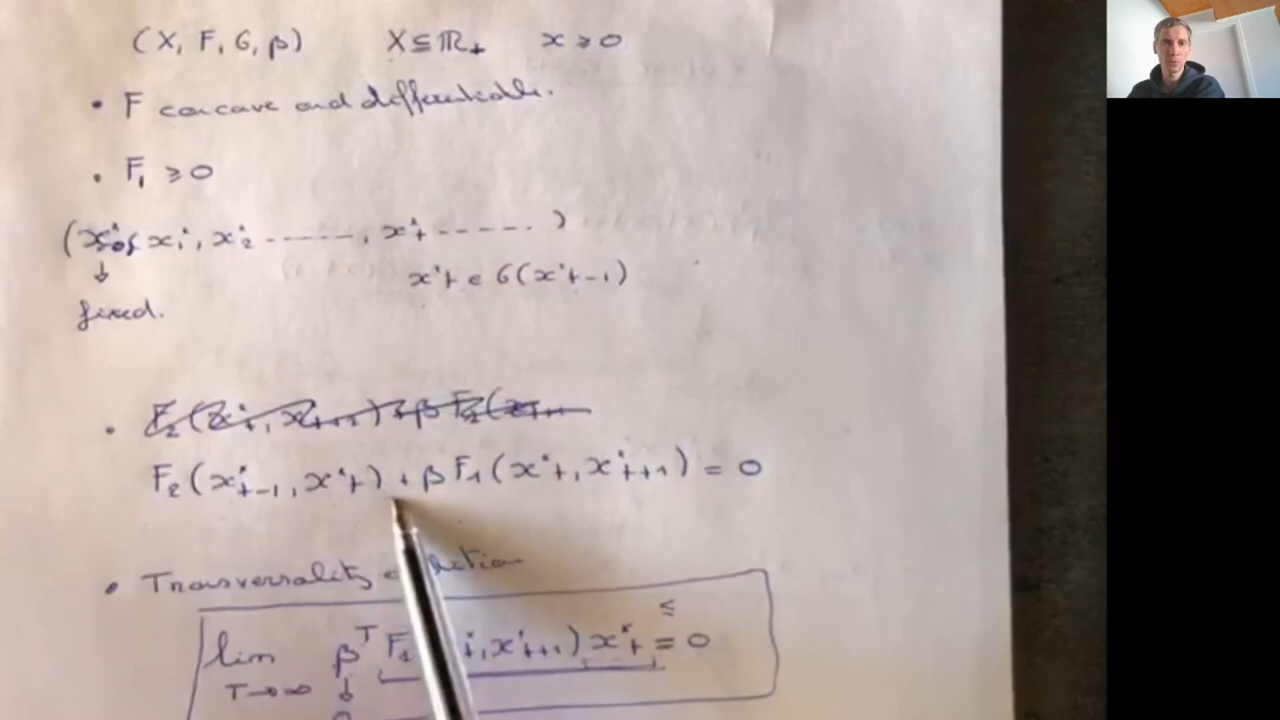 (X, F, G, β) X ⊆ ℝ₊ x ≥ 0
• F concave and differentiable.
• F₁ ≥ 0
(x*₀, x*₁, x*₂ ------, x*ₜ ------ )
↓ x*ₜ ∈ G(x*ₜ₋₁)
fixed.
• F₂(x*ₜ₋₁, x*ₜ) + β F₁(x*ₜ, x*ₜ₊₁) = 0
• Transversality
≤
lim β^T F₁ , x*ₜ₊₁) x*ₜ = 0
T→∞ ↓
0